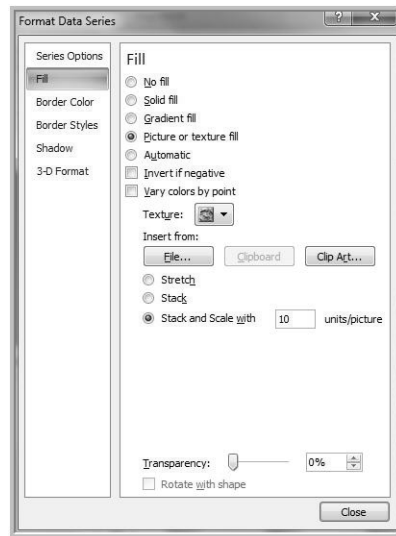 Format Data Series
Series Options
Fill
Border Color
Border Styles
Shadow
3-D Format
Fill
No fill
Solid fill
Gradient fill
Picture or texture fill
Automatic
Invert if negative
Vary colors by point
Texture:
Insert from:
File... Clipboard Clip Art...
Stretch
Stack
Stack and Scale with 10 units/picture
Transparency: 0%
Rotate with shape
Close